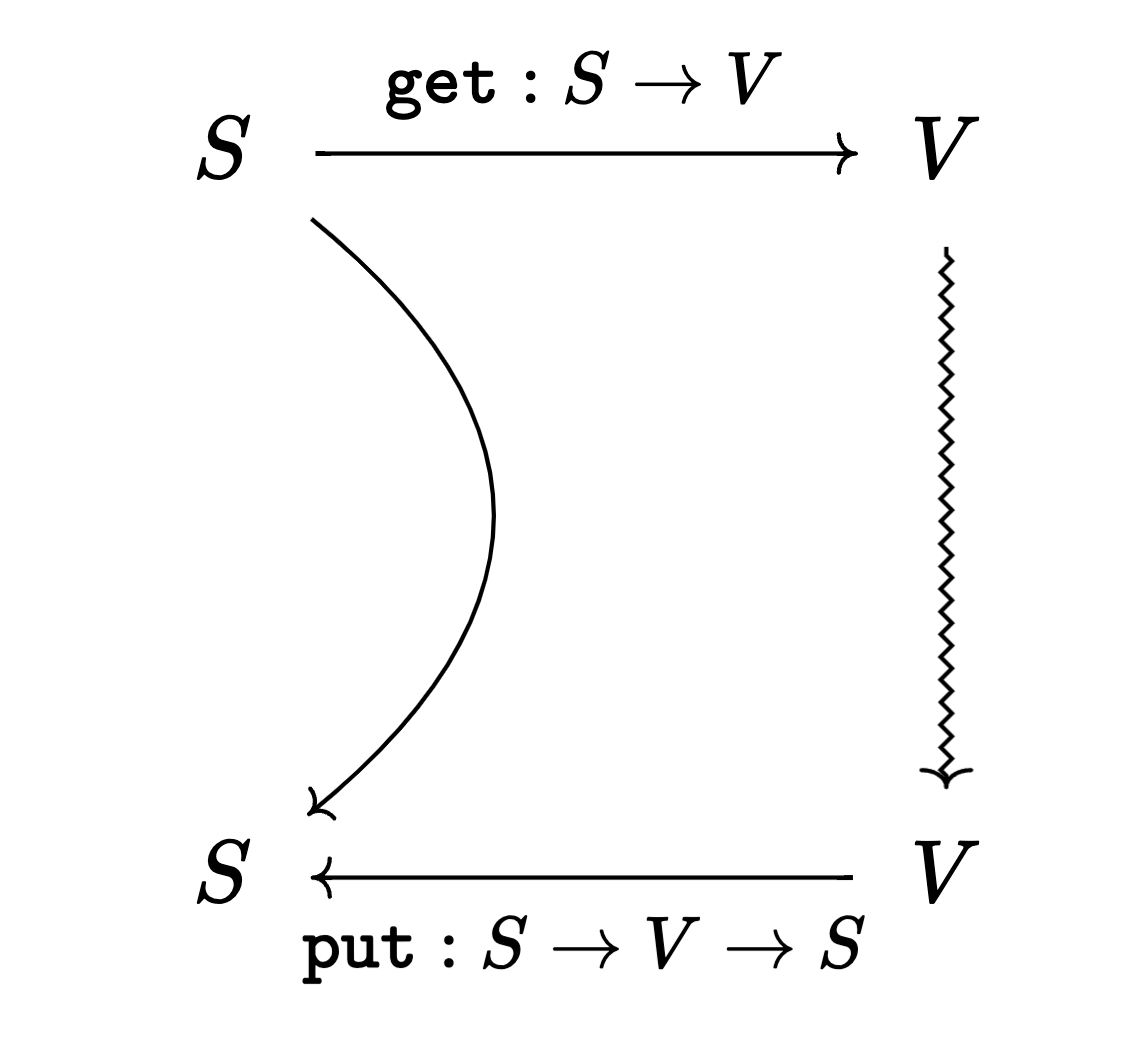 get : S → V
S V
S V
put : S → V → S